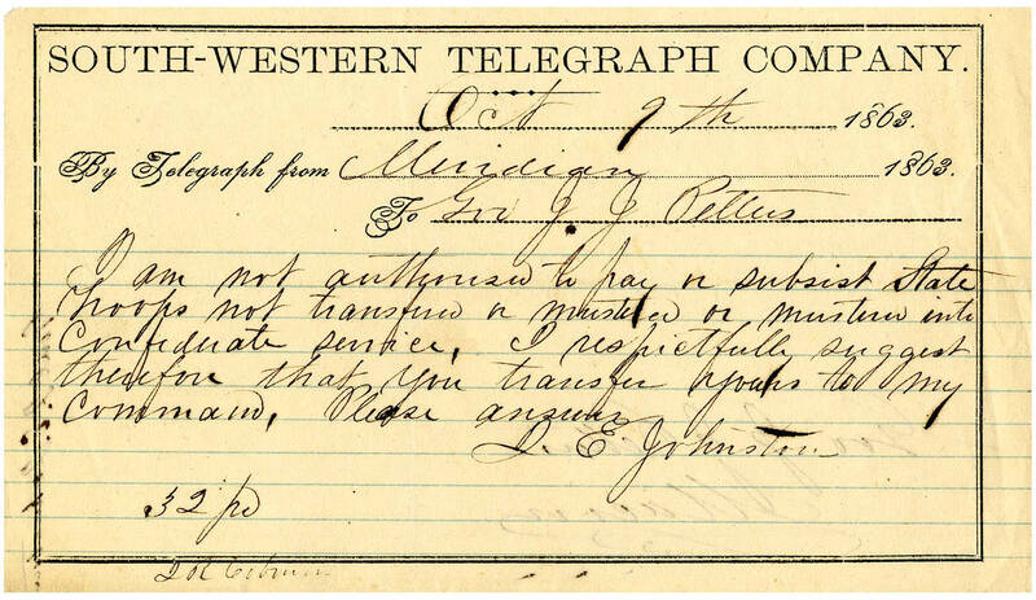 SOUTH-WESTERN TELEGRAPH COMPANY.
Oct 9th 1863.
By Telegraph from Meridian 1863.
To Gov J. J Pettus
I am not authorised to pay or subsist State
troops not transfered or mustered or mustered into
Confederate service, I respectfully suggest
therefore that you transfer yours to my
Command, Please answer
J E Johnston
32 pd